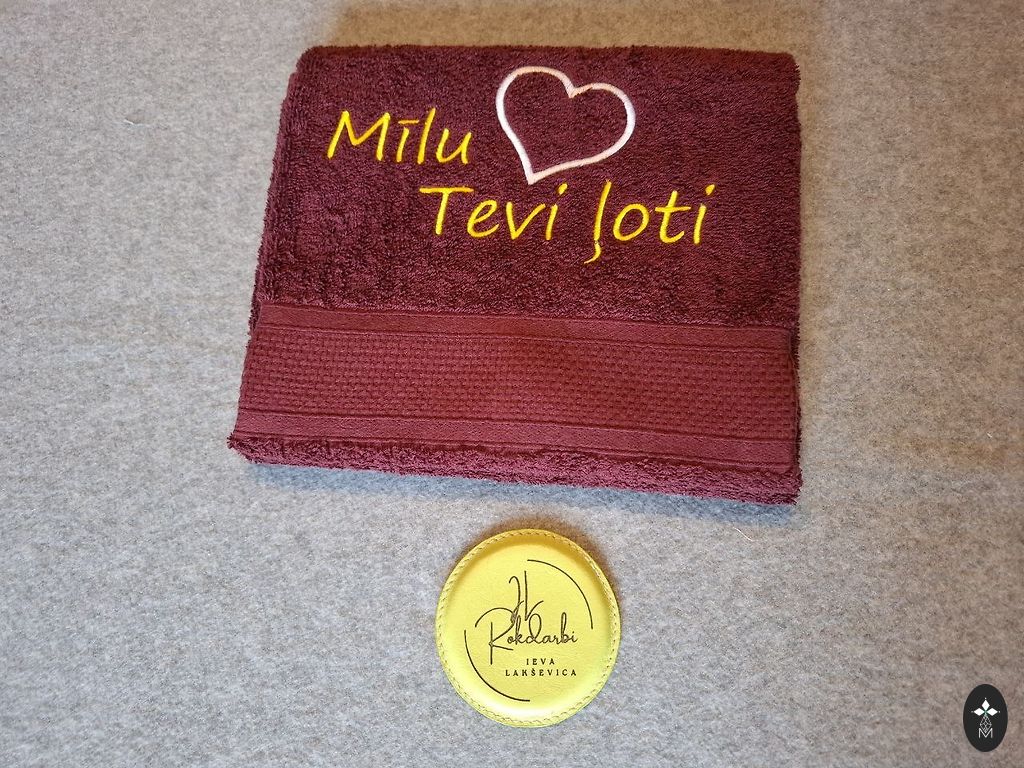 Mīlu
Tevi ļoti
Rokdarbi
IEVA
LAKŠEVICA
M